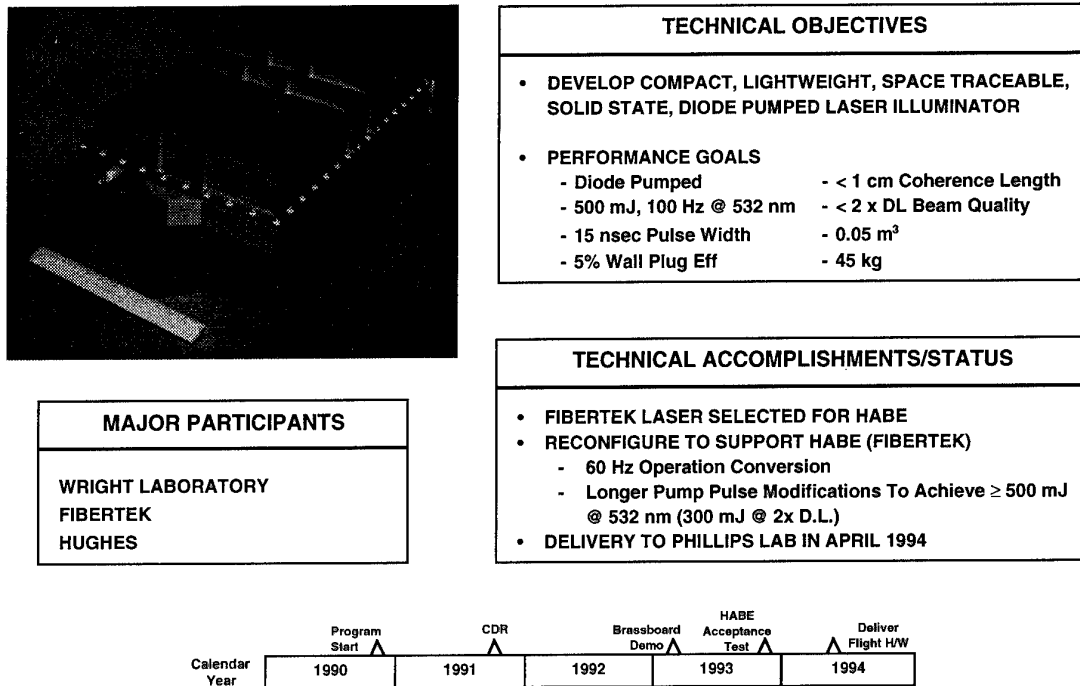 TECHNICAL OBJECTIVES
• DEVELOP COMPACT, LIGHTWEIGHT, SPACE TRACEABLE,
SOLID STATE, DIODE PUMPED LASER ILLUMINATOR
• PERFORMANCE GOALS
- Diode Pumped - < 1 cm Coherence Length
- 500 mJ, 100 Hz @ 532 nm - < 2 x DL Beam Quality
- 15 nsec Pulse Width - 0.05 m³
- 5% Wall Plug Eff - 45 kg
MAJOR PARTICIPANTS
WRIGHT LABORATORY
FIBERTEK
HUGHES
TECHNICAL ACCOMPLISHMENTS/STATUS
• FIBERTEK LASER SELECTED FOR HABE
• RECONFIGURE TO SUPPORT HABE (FIBERTEK)
- 60 Hz Operation Conversion
- Longer Pump Pulse Modifications To Achieve ≥ 500 mJ
@ 532 nm (300 mJ @ 2x D.L.)
• DELIVERY TO PHILLIPS LAB IN APRIL 1994
Program
Start
CDR
Brassboard
Demo
HABE
Acceptance
Test
Deliver
Flight H/W
Calendar
Year
1990 1991 1992 1993 1994